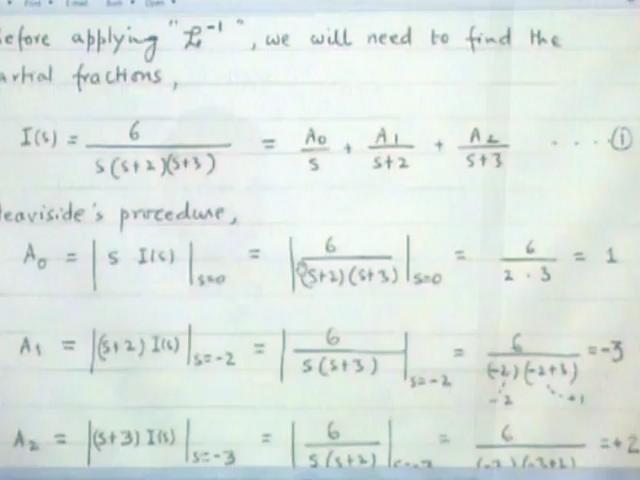 efore applying "ℒ⁻¹", we will need to find the
artial fractions,
I(s) = 6 / s(s+2)(s+3) = A₀/s + A₁/s+2 + A₂/s+3 . . . ①
eaviside's procedure,
A₀ = | s I(s) |s=0 = | 6 / (s+2)(s+3) |s=0 = 6 / 2 · 3 = 1
A₁ = |(s+2) I(s)|s=-2 = | 6 / s(s+3) |s=-2 = 6 / (-2)(-2+3) = -3
-2 +1
A₂ = |(s+3) I(s)|s=-3 = | 6 / s(s+2) | = 6 / = +2